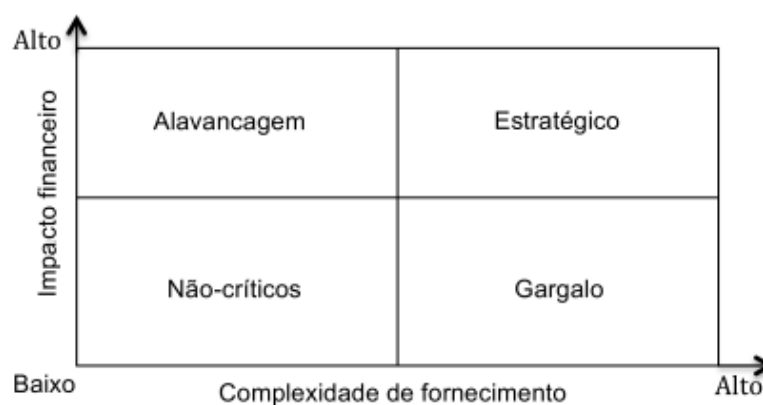 Alto
Impacto financeiro
Alavancagem
Estratégico
Não-críticos
Gargalo
Baixo
Complexidade de fornecimento
Alto